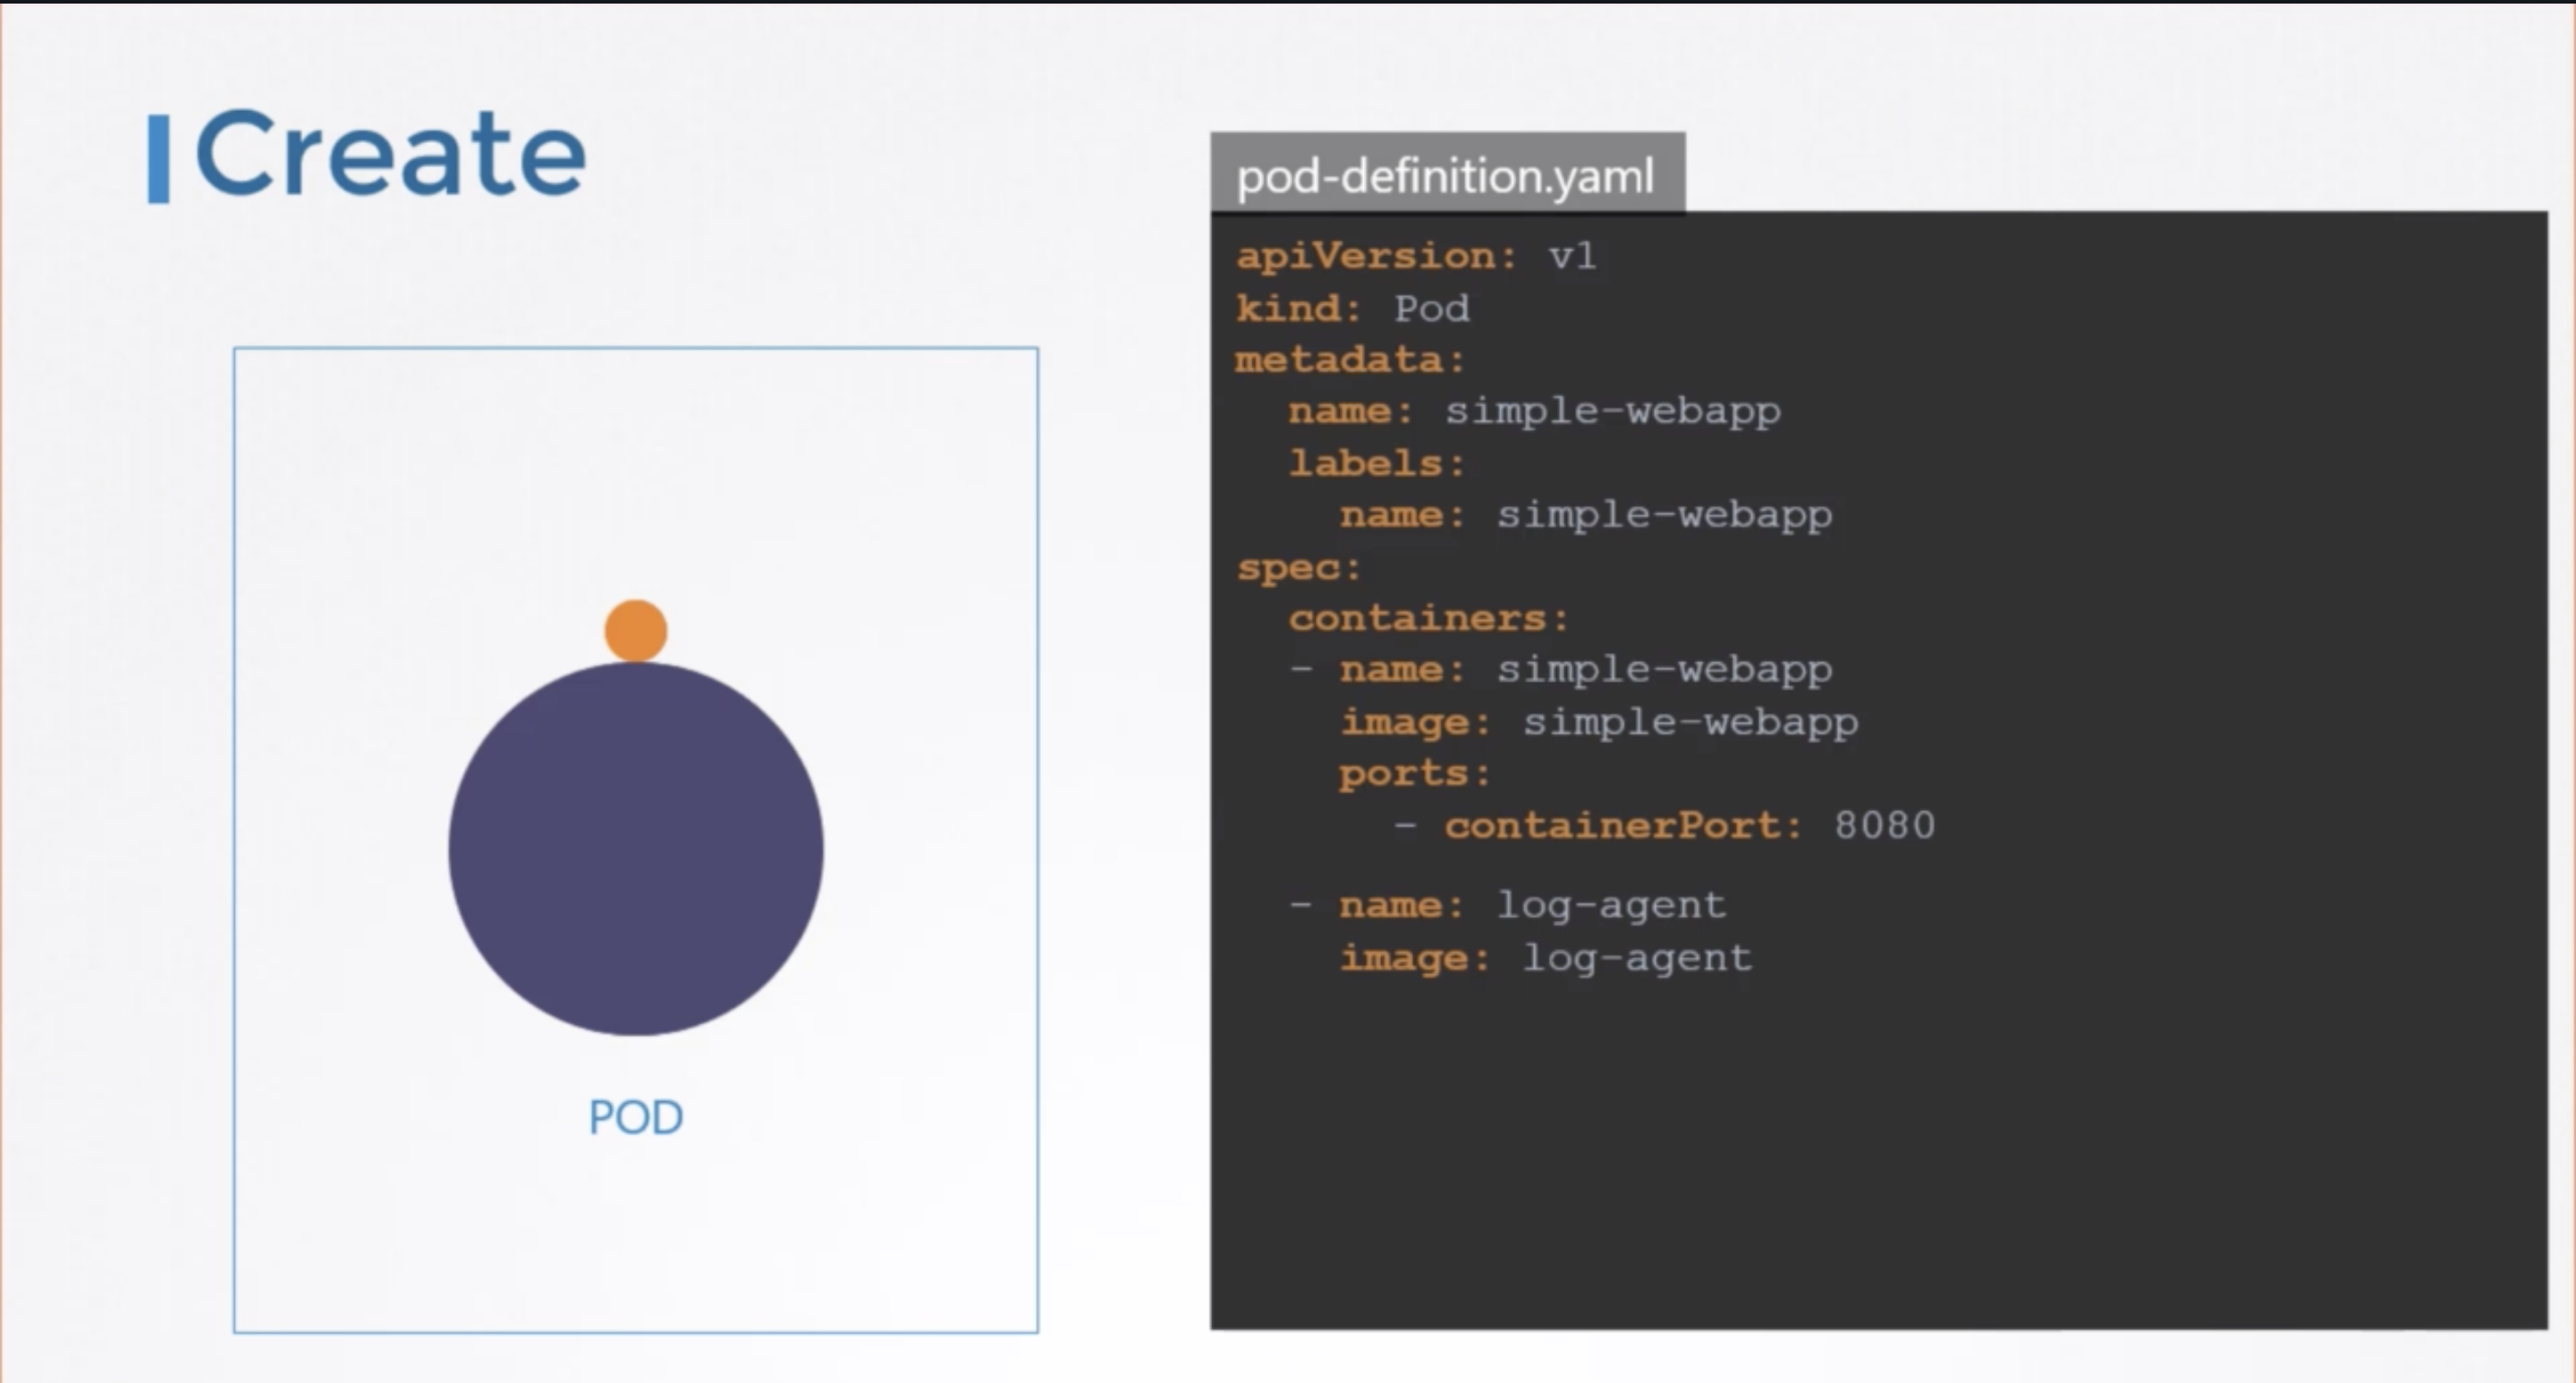 Create
POD
pod-definition.yaml
apiVersion: v1
kind: Pod
metadata:
  name: simple-webapp
  labels:
    name: simple-webapp
spec:
  containers:
  - name: simple-webapp
    image: simple-webapp
    ports:
      - containerPort: 8080
  - name: log-agent
    image: log-agent